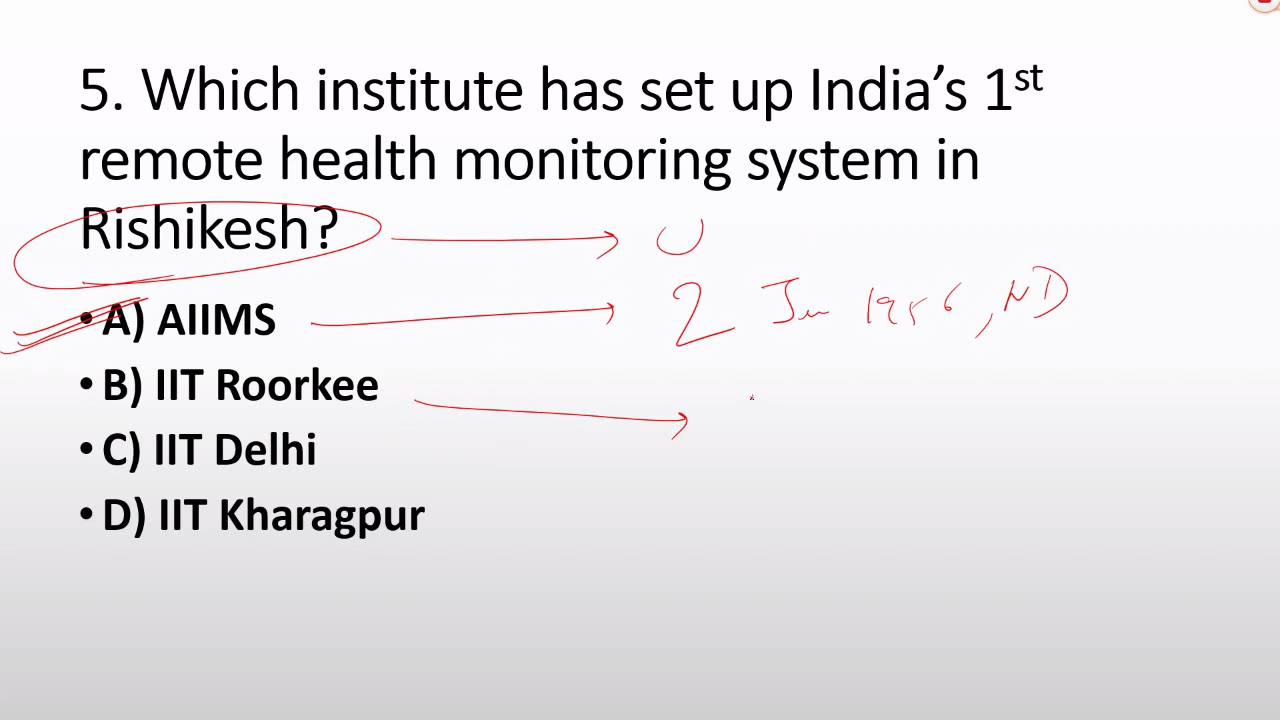 5. Which institute has set up India’s 1st
remote health monitoring system in
Rishikesh?
• A) AIIMS
2 Jun 1956, ND
• B) IIT Roorkee
• C) IIT Delhi
• D) IIT Kharagpur